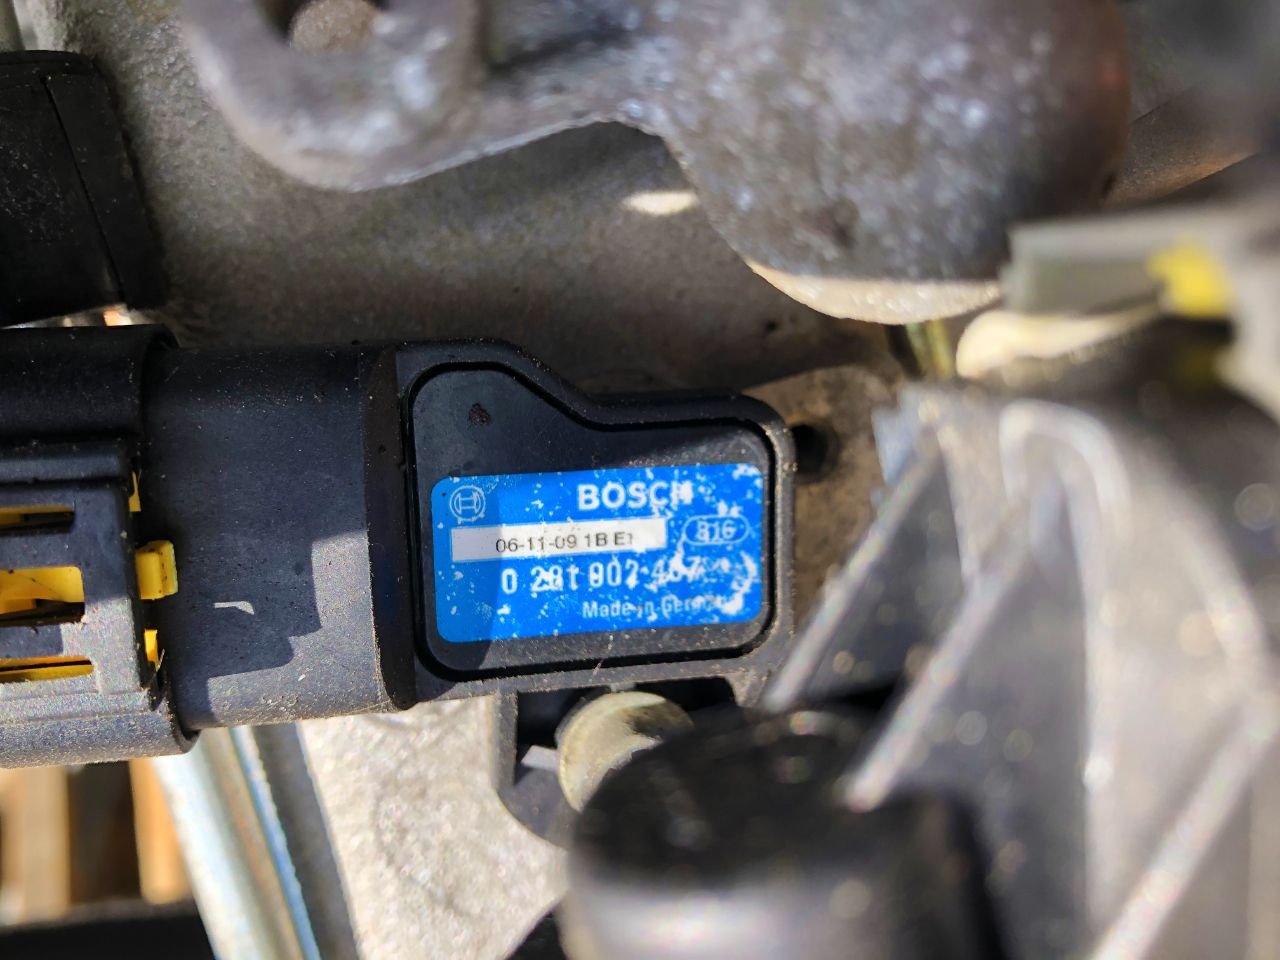 BOSCH
06-11-09 1B E1
816
0 281 002 487
Made in Germany